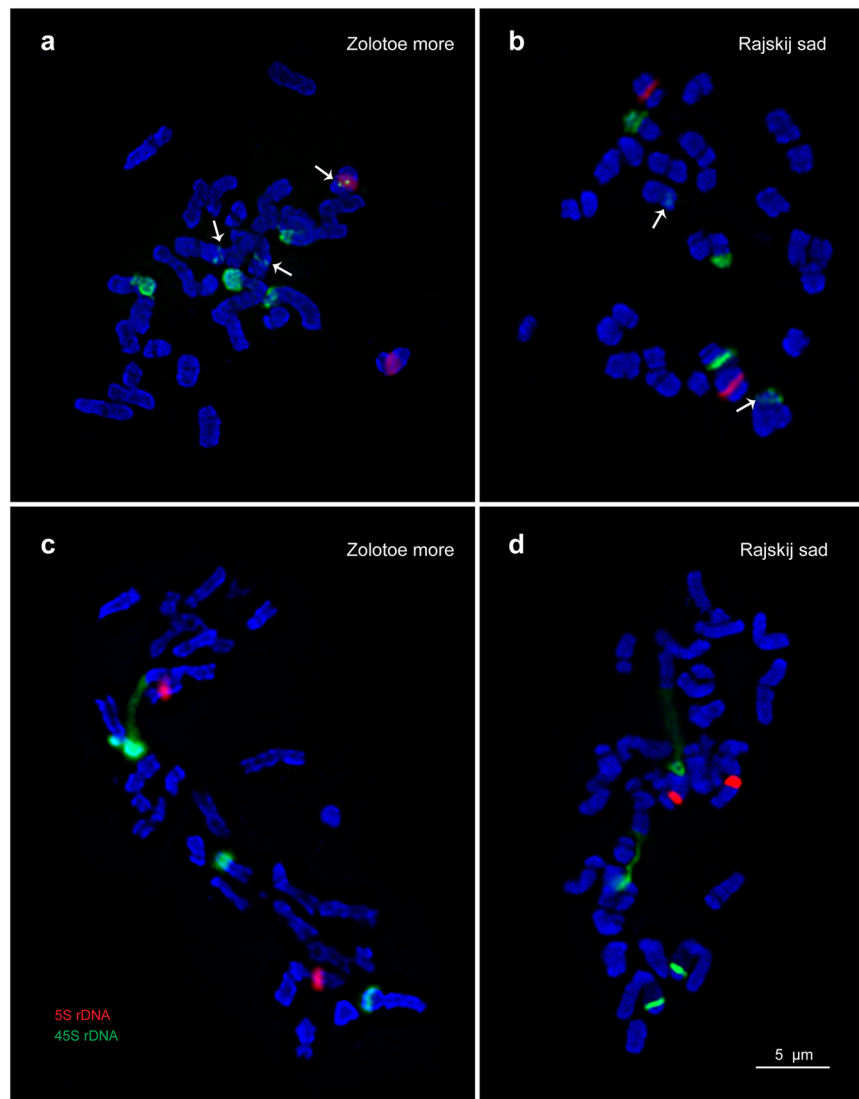 a Zolotoe more
b Rajskij sad
c Zolotoe more
d Rajskij sad
5S rDNA
45S rDNA
5 μm